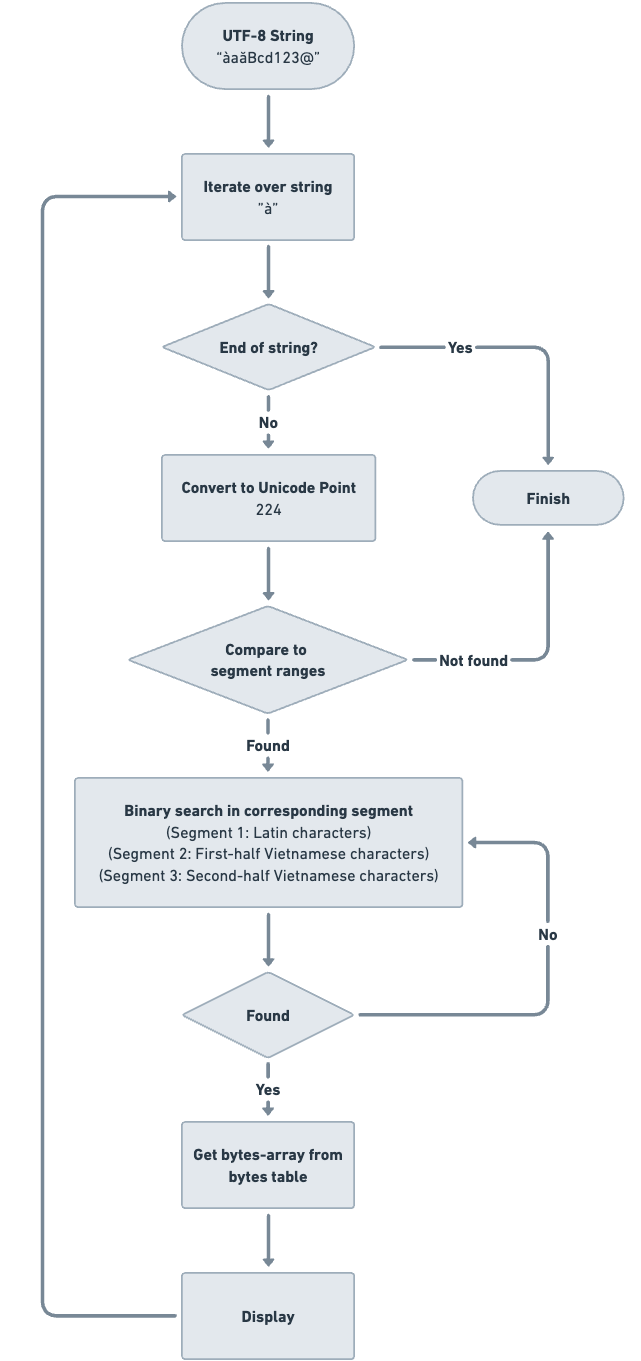 UTF-8 String
“àaăBcd123@”
Iterate over string
”à”
End of string?
Yes
No
Convert to Unicode Point
224
Finish
Compare to
segment ranges
Not found
Found
Binary search in corresponding segment
(Segment 1: Latin characters)
(Segment 2: First-half Vietnamese characters)
(Segment 3: Second-half Vietnamese characters)
No
Found
Yes
Get bytes-array from
bytes table
Display